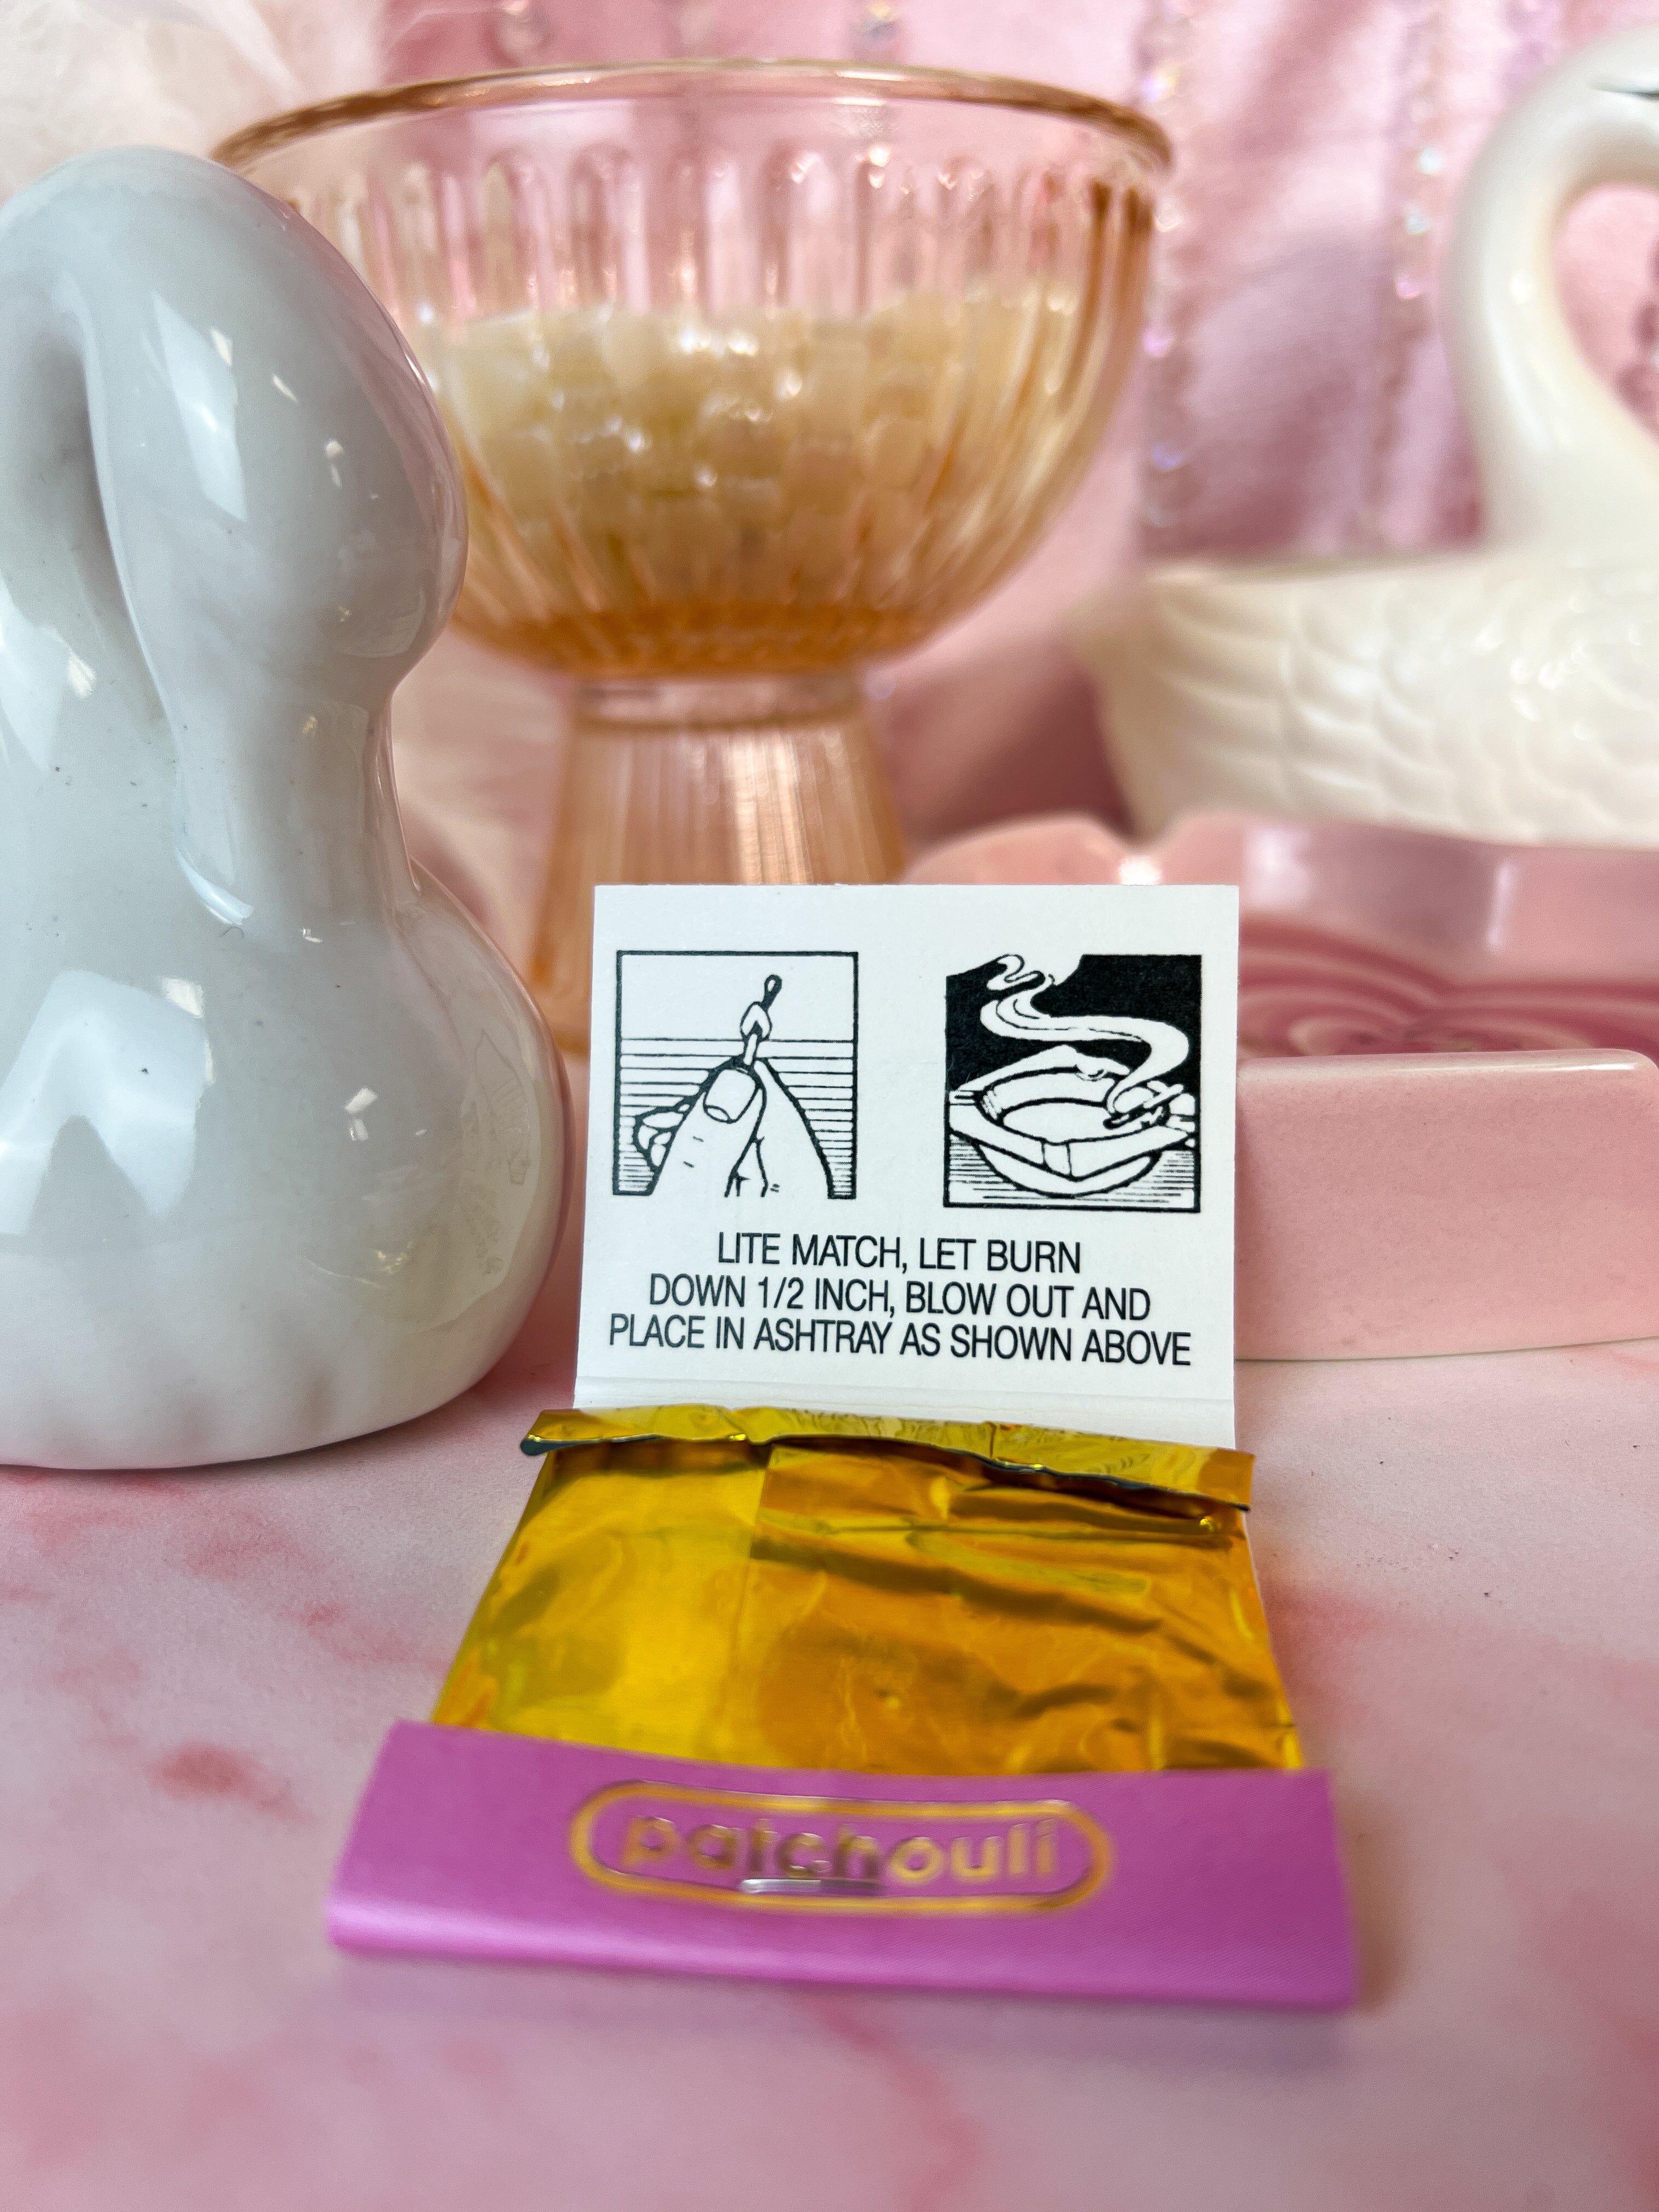 LITE MATCH, LET BURN
DOWN 1/2 INCH, BLOW OUT AND
PLACE IN ASHTRAY AS SHOWN ABOVE
patchouli